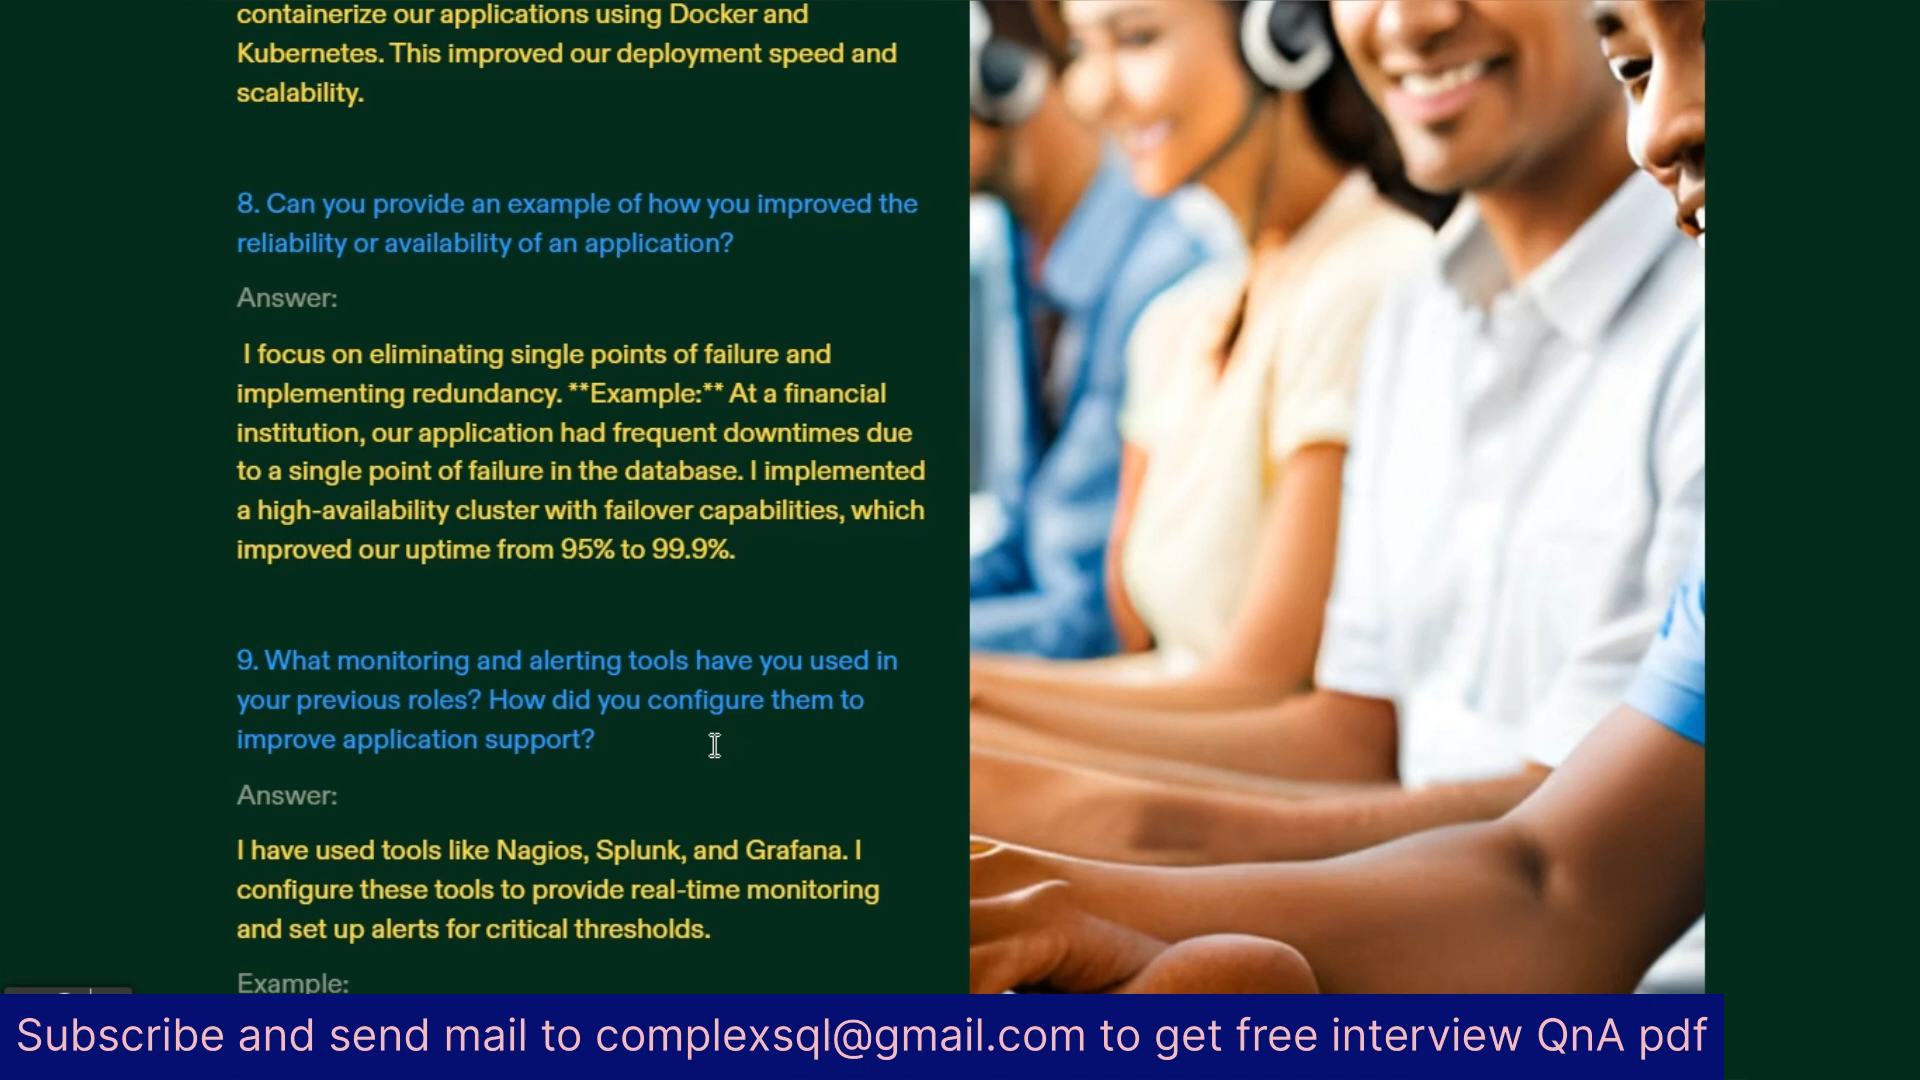 containerize our applications using Docker and
Kubernetes. This improved our deployment speed and
scalability.
8. Can you provide an example of how you improved the
reliability or availability of an application?
Answer:
I focus on eliminating single points of failure and
implementing redundancy. **Example:** At a financial
institution, our application had frequent downtimes due
to a single point of failure in the database. I implemented
a high-availability cluster with failover capabilities, which
improved our uptime from 95% to 99.9%.
9. What monitoring and alerting tools have you used in
your previous roles? How did you configure them to
improve application support?
Answer:
I have used tools like Nagios, Splunk, and Grafana. I
configure these tools to provide real-time monitoring
and set up alerts for critical thresholds.
Example:
Subscribe and send mail to complexsql@gmail.com to get free interview QnA pdf